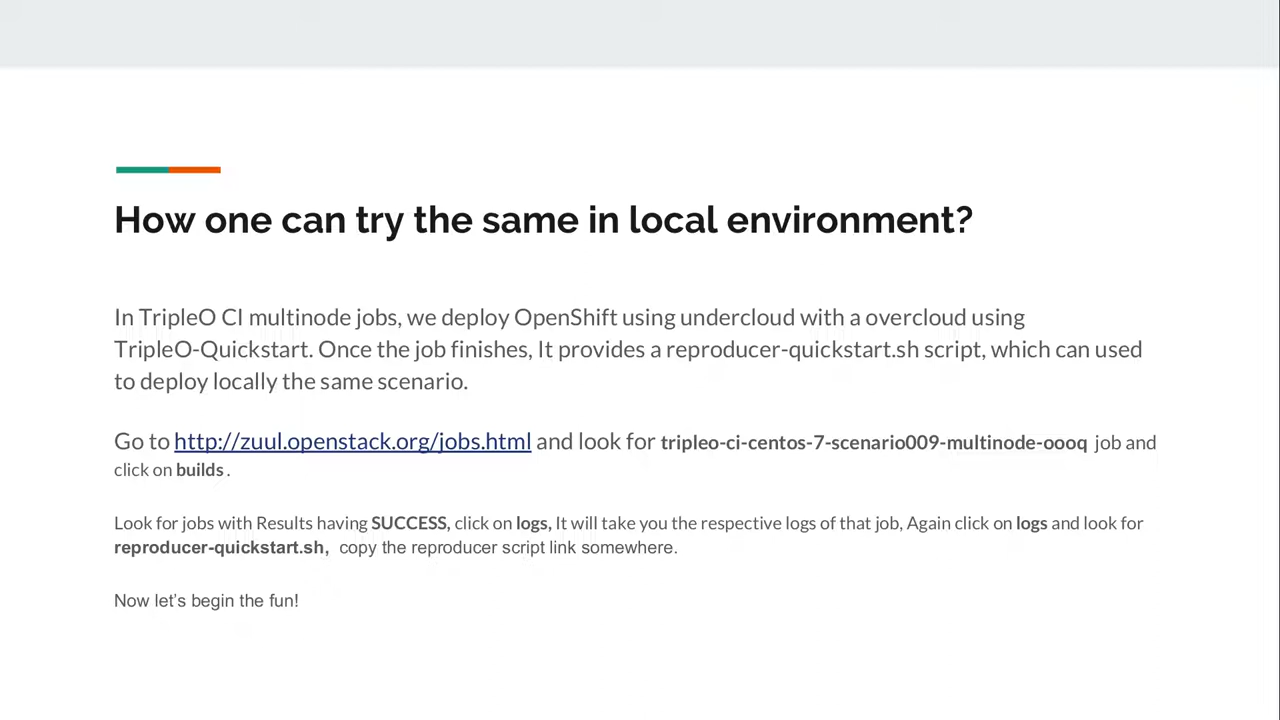 How one can try the same in local environment?
In TripleO CI multinode jobs, we deploy OpenShift using undercloud with a overcloud using
TripleO-Quickstart. Once the job finishes, It provides a reproducer-quickstart.sh script, which can used
to deploy locally the same scenario.
Go to http://zuul.openstack.org/jobs.html and look for tripleo-ci-centos-7-scenario009-multinode-oooq job and
click on builds .
Look for jobs with Results having SUCCESS, click on logs, It will take you the respective logs of that job, Again click on logs and look for
reproducer-quickstart.sh, copy the reproducer script link somewhere.
Now let's begin the fun!